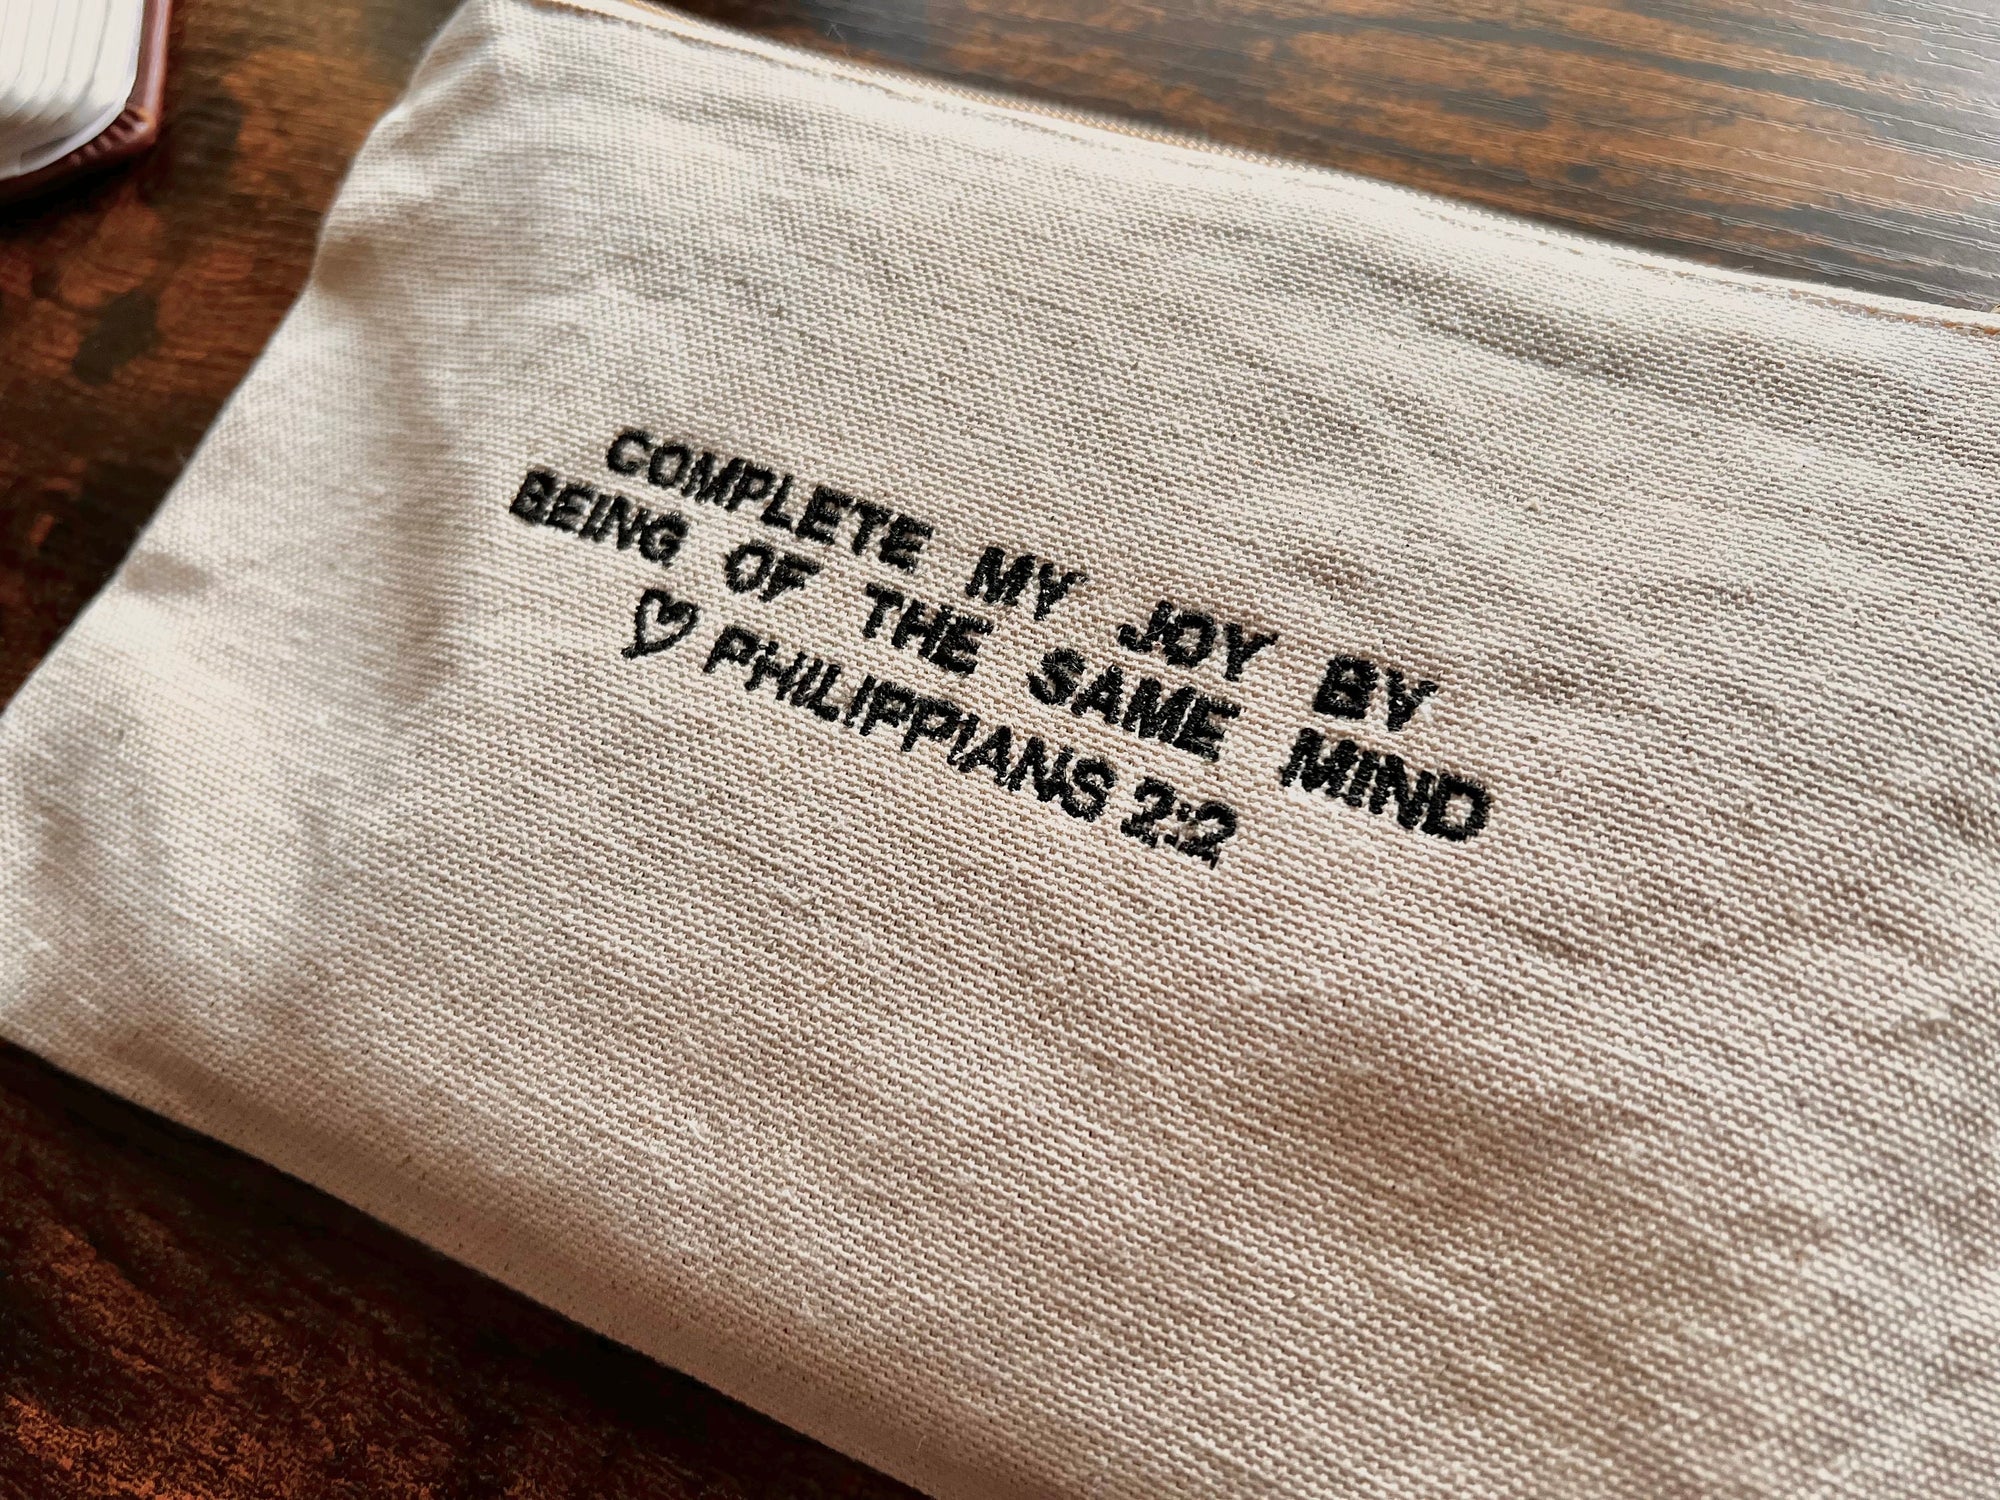 COMPLETE MY JOY BY
BEING OF THE SAME MIND
♡ PHILIPPIANS 2:2